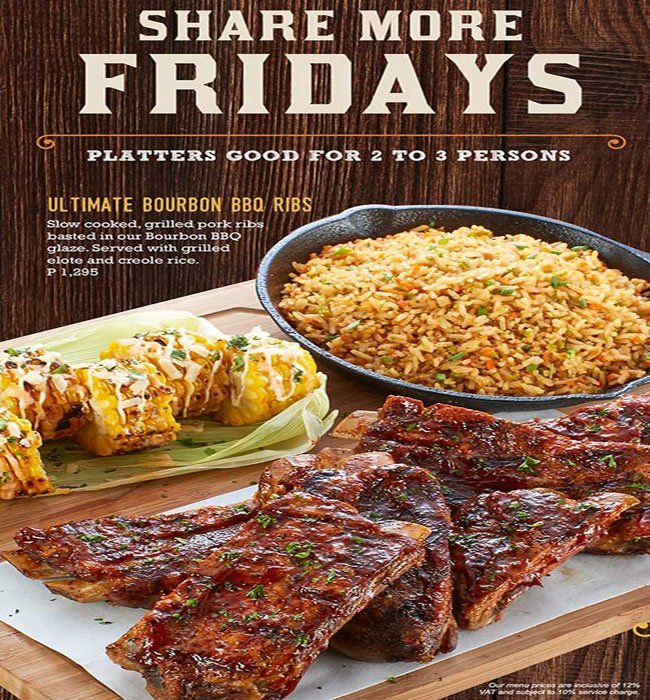 SHARE MORE
FRIDAYS
PLATTERS GOOD FOR 2 TO 3 PERSONS
ULTIMATE BOURBON BBQ RIBS
Slow cooked, grilled pork ribs
basted in our Bourbon BBQ
glaze. Served with grilled
elote and creole rice.
P 1,295
Our menu prices are inclusive of 12%
VAT and subject to 10% service charge.